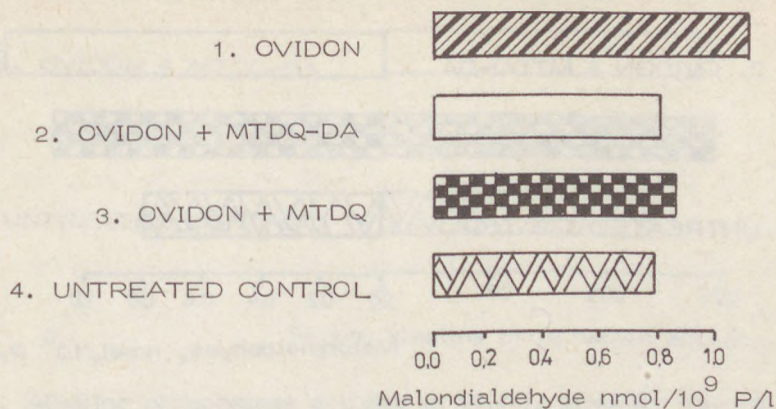 1. OVIDON
2. OVIDON + MTDQ-DA
3. OVIDON + MTDQ
4. UNTREATED CONTROL
0.0 0,2 0.4 0.6 0.8 1.0
Malondialdehyde nmol/10⁹ P/l